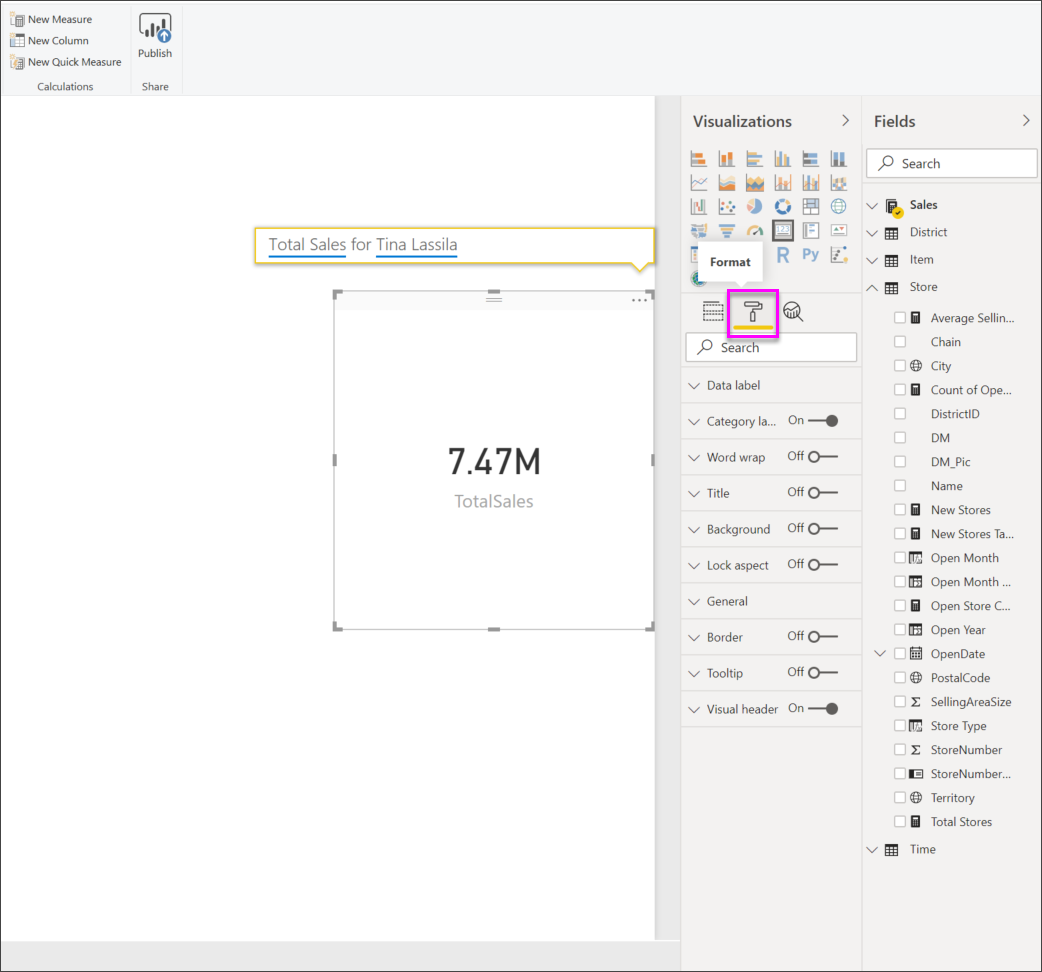 New Measure
New Column
New Quick Measure
Calculations
Publish
Share
Total Sales for Tina Lassila
7.47M
TotalSales
Visualizations
R
Py
Format
Search
Data label
Category la... On
Word wrap Off
Title Off
Background Off
Lock aspect Off
General
Border Off
Tooltip Off
Visual header On
Fields
Search
Sales
District
Item
Store
Average Sellin...
Chain
City
Count of Ope...
DistrictID
DM
DM_Pic
Name
New Stores
New Stores Ta...
Open Month
Open Month ...
Open Store C...
Open Year
OpenDate
PostalCode
SellingAreaSize
Store Type
StoreNumber
StoreNumber...
Territory
Total Stores
Time